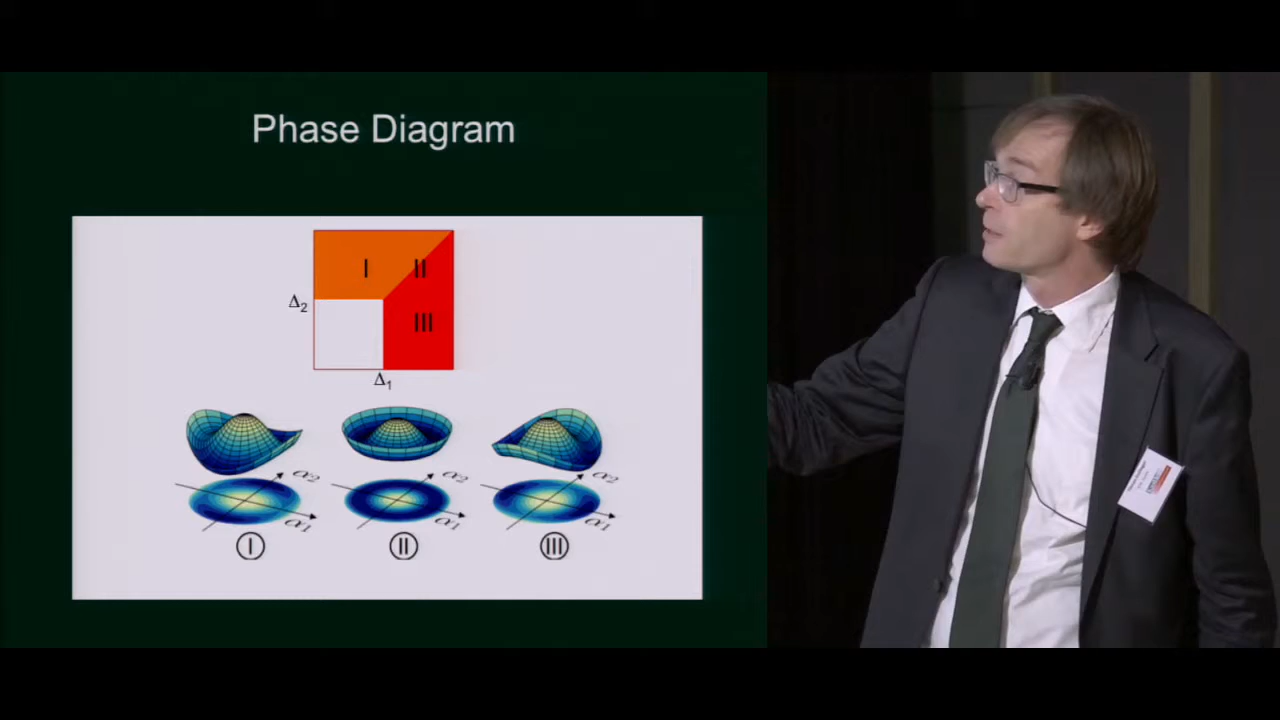 Phase Diagram
I II
Δ2
III
Δ1
α2 α2 α2
α1 α1 α1
I II III